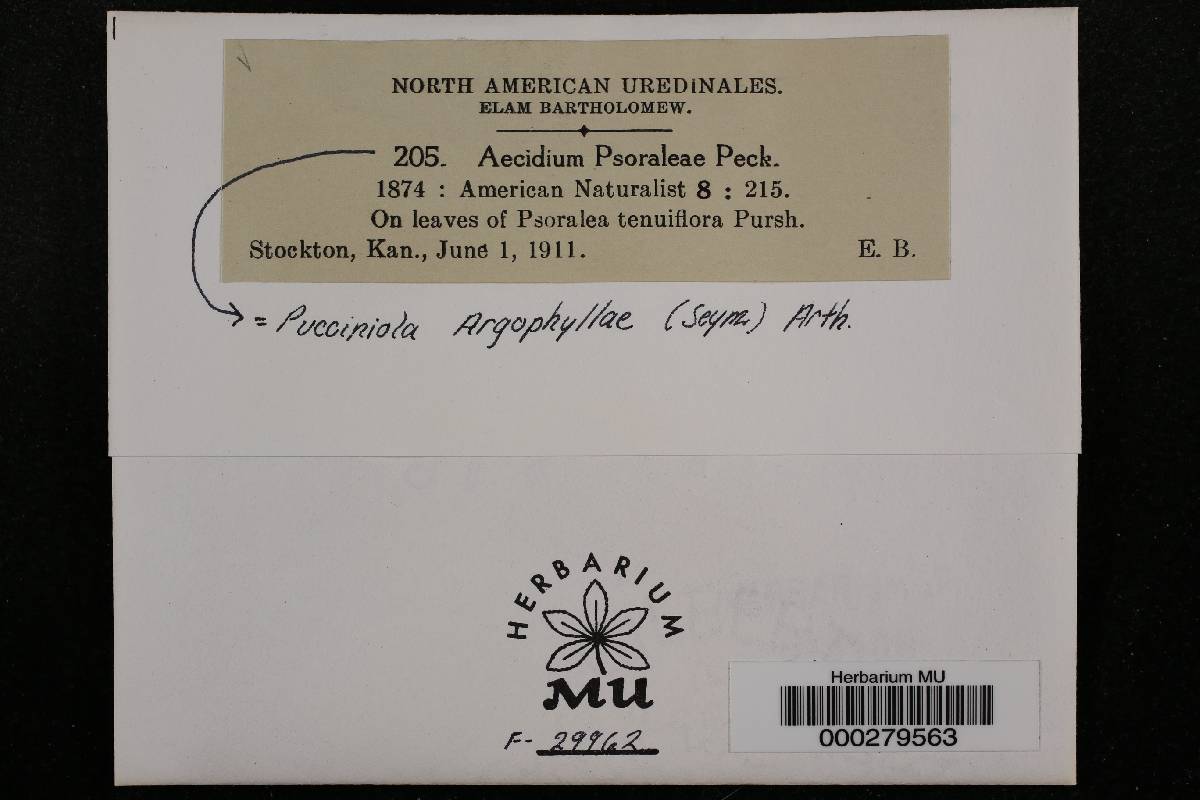 NORTH AMERICAN UREDINALES.
ELAM BARTHOLOMEW.
205. Aecidium Psoraleae Peck.
1874 : American Naturalist 8 : 215.
On leaves of Psoralea tenuiflora Pursh.
Stockton, Kan., June 1, 1911. E. B.
= Pucciniola Argophyllae (Seym.) Arth.
HERBARIUM
MU
F- 29962
Herbarium MU
000279563